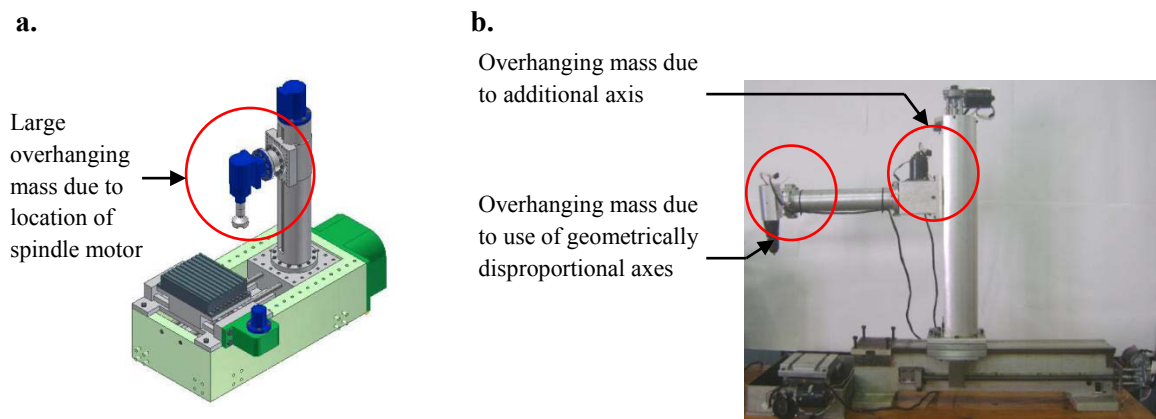 a.
Large
overhanging
mass due to
location of
spindle motor
b.
Overhanging mass due
to additional axis
Overhanging mass due
to use of geometrically
disproportional axes